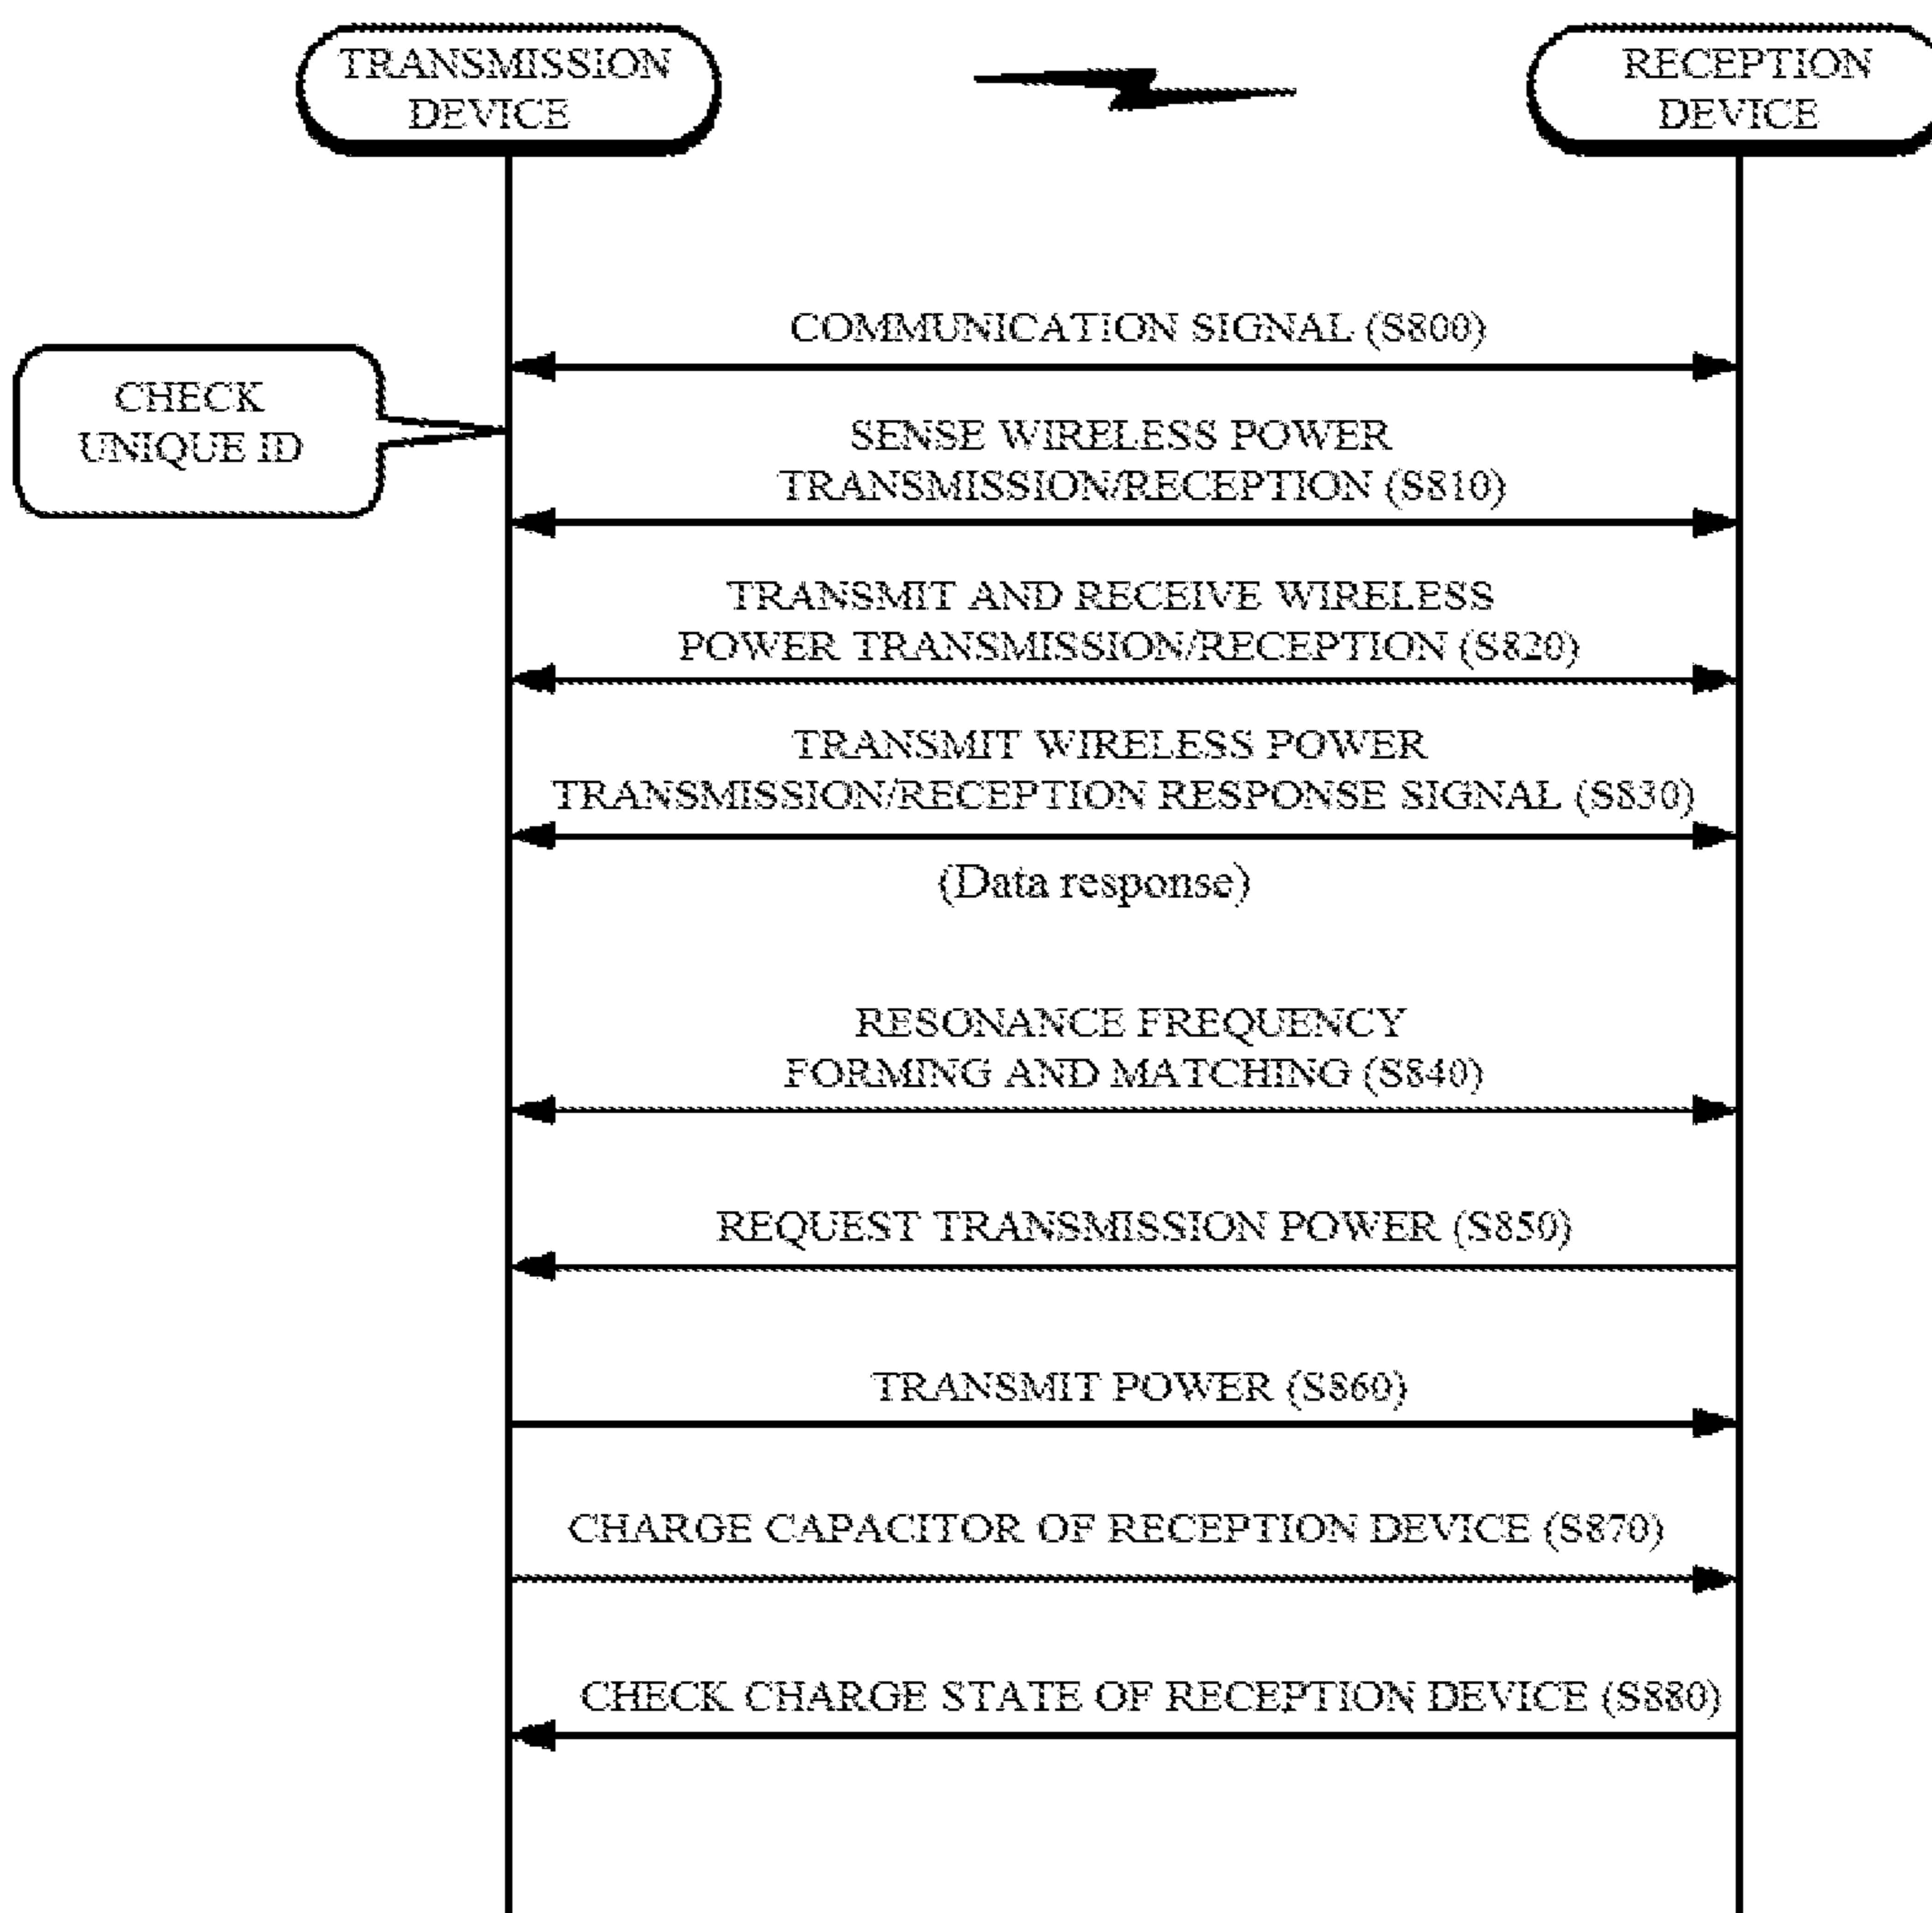 TRANSMISSION
DEVICE
RECEPTION
DEVICE
COMMUNICATION SIGNAL (S800)
CHECK
UNIQUE ID
SENSE WIRELESS POWER
TRANSMISSION/RECEPTION (S810)
TRANSMIT AND RECEIVE WIRELESS
POWER TRANSMISSION/RECEPTION (S820)
TRANSMIT WIRELESS POWER
TRANSMISSION/RECEPTION RESPONSE SIGNAL (S830)
(Data response)
RESONANCE FREQUENCY
FORMING AND MATCHING (S840)
REQUEST TRANSMISSION POWER (S850)
TRANSMIT POWER (S860)
CHARGE CAPACITOR OF RECEPTION DEVICE (S870)
CHECK CHARGE STATE OF RECEPTION DEVICE (S880)